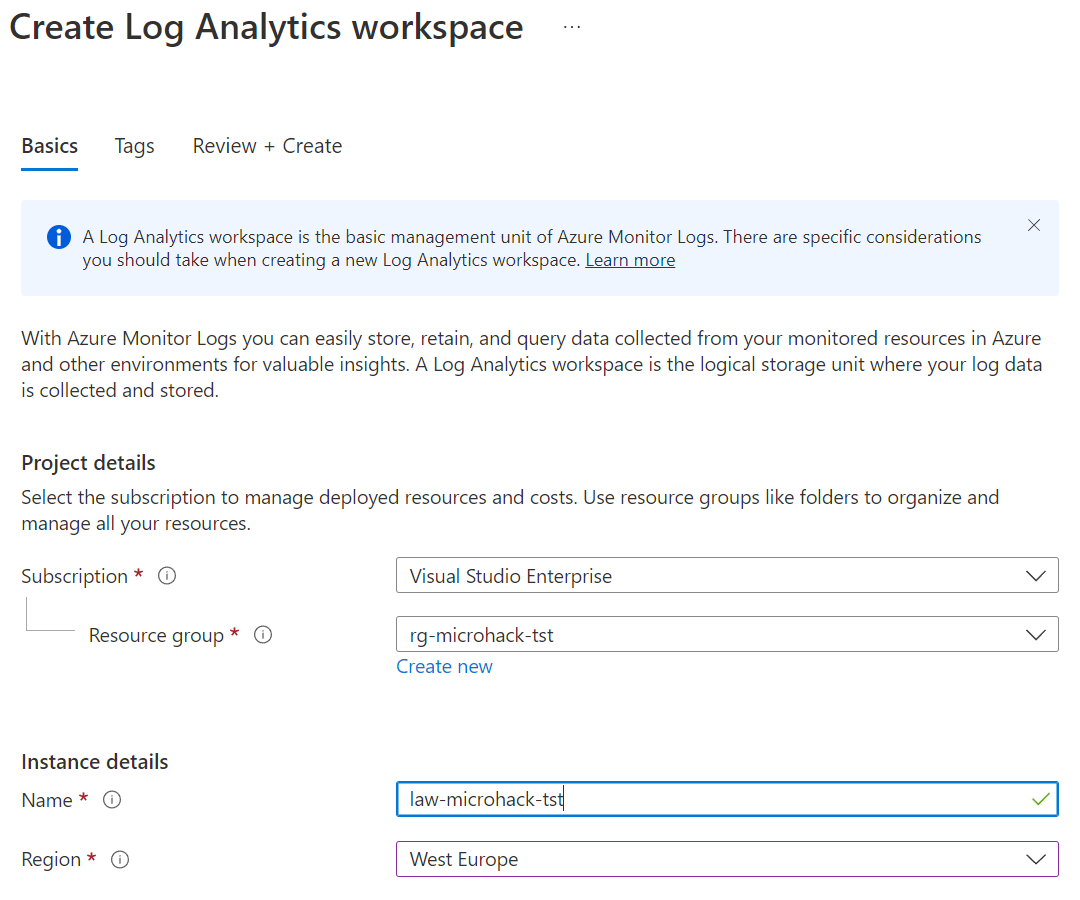 Create Log Analytics workspace ...
Basics Tags Review + Create
A Log Analytics workspace is the basic management unit of Azure Monitor Logs. There are specific considerations
you should take when creating a new Log Analytics workspace. Learn more
With Azure Monitor Logs you can easily store, retain, and query data collected from your monitored resources in Azure
and other environments for valuable insights. A Log Analytics workspace is the logical storage unit where your log data
is collected and stored.
Project details
Select the subscription to manage deployed resources and costs. Use resource groups like folders to organize and
manage all your resources.
Subscription * Visual Studio Enterprise
Resource group * rg-microhack-tst
Create new
Instance details
Name * law-microhack-tst
Region * West Europe